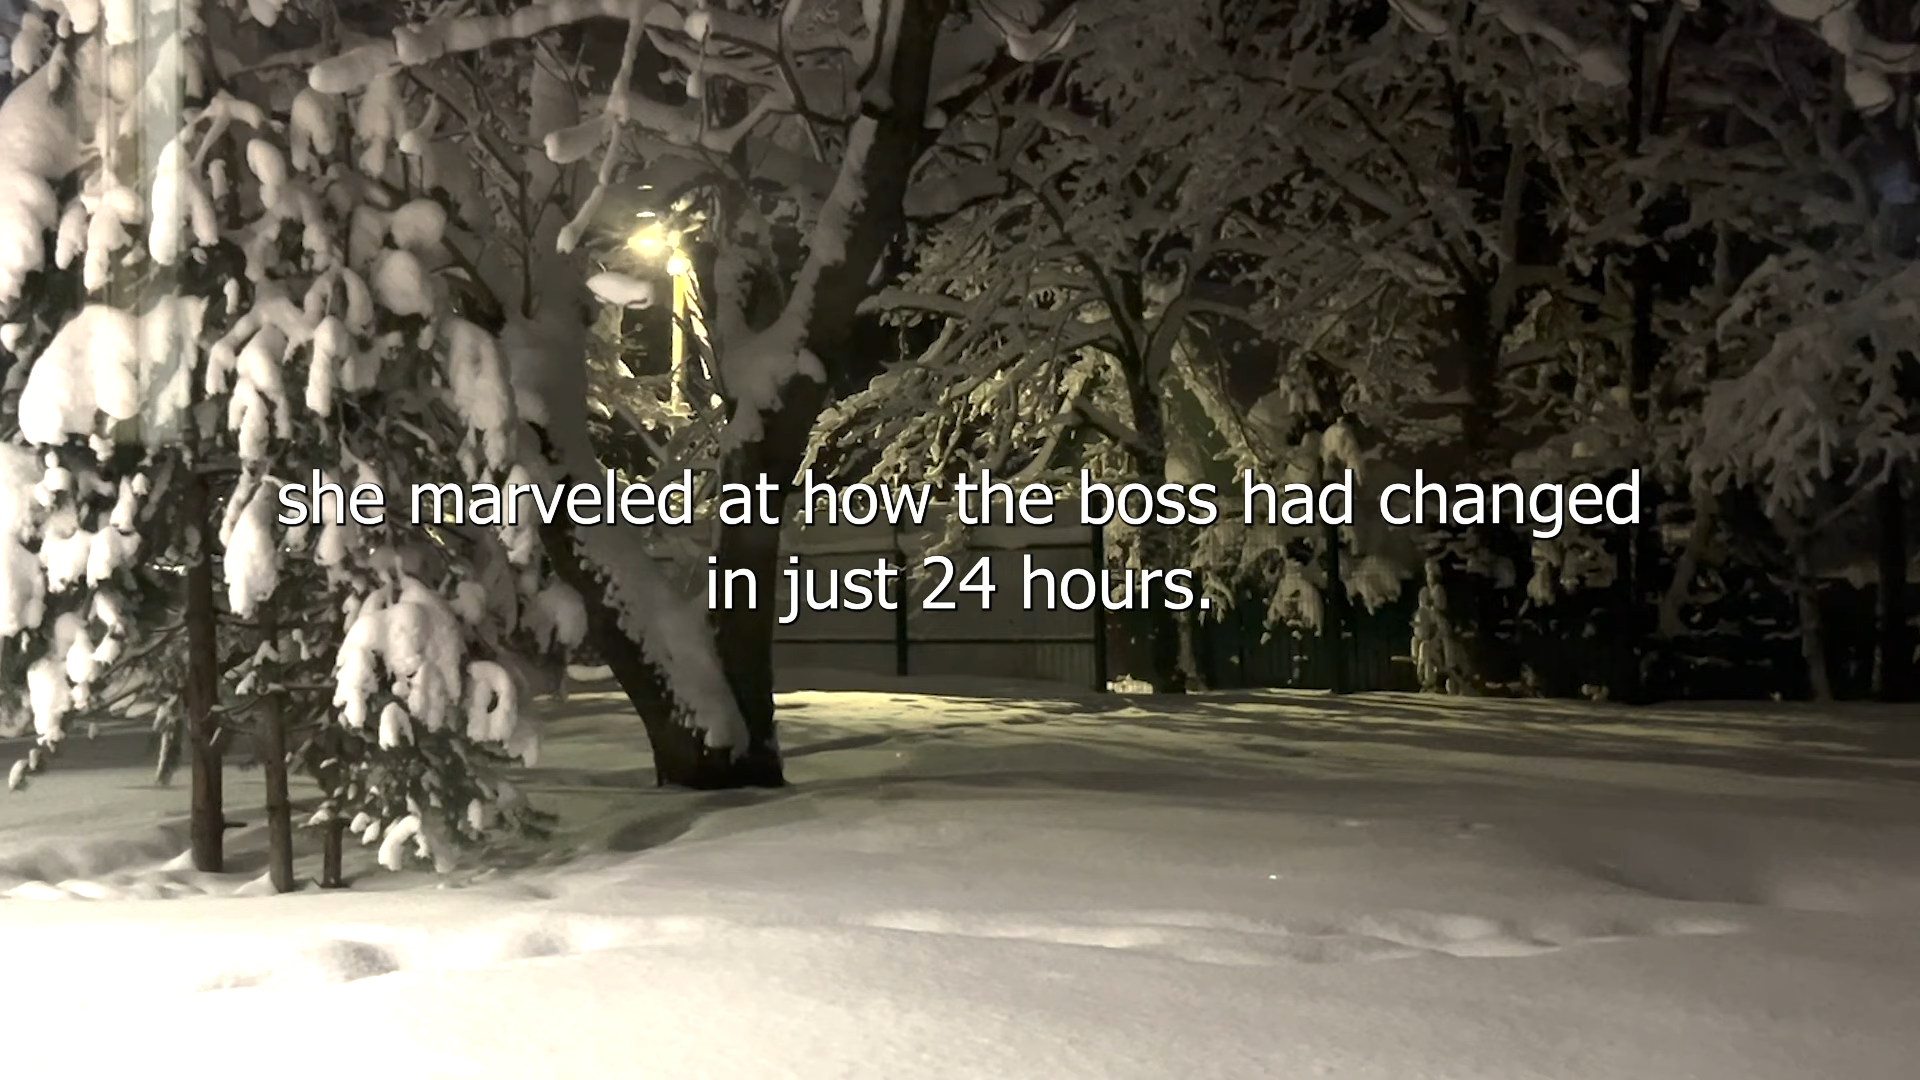 she marveled at how the boss had changed
in just 24 hours.